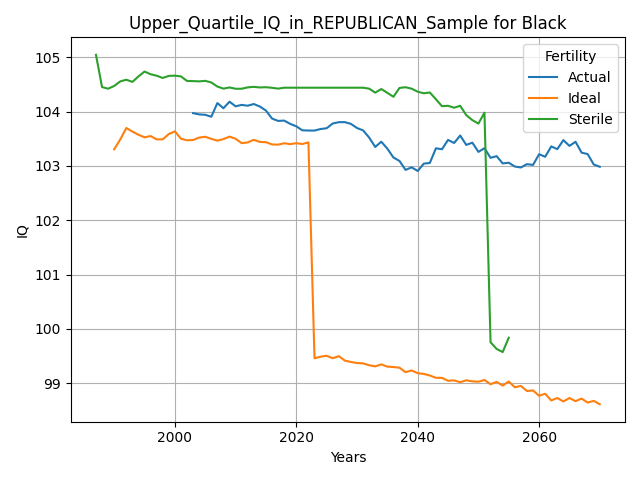 Upper_Quartile_IQ_in_REPUBLICAN_Sample for Black
Fertility
Actual
Ideal
Sterile
IQ
105
104
103
102
101
100
99
2000
2020
2040
2060
Years